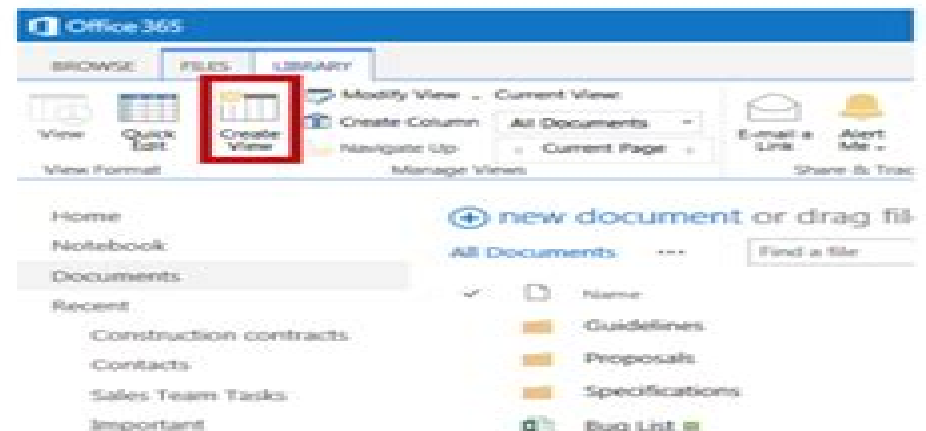 Office 365
BROWSE FILES LIBRARY
View
Quick Edit
Create View
Modify View
Create Column
Navigate Up
Current View:
All Documents
Current Page
E-mail a Link
Alert Me
View Format
Manage Views
Share & Trac
Home
Notebook
Documents
Recent
Construction contracts
Contacts
Sales Team Tasks
Important
new document or drag fil
All Documents ...
Find a file
Name
Guidelines
Proposals
Specifications
Bug List